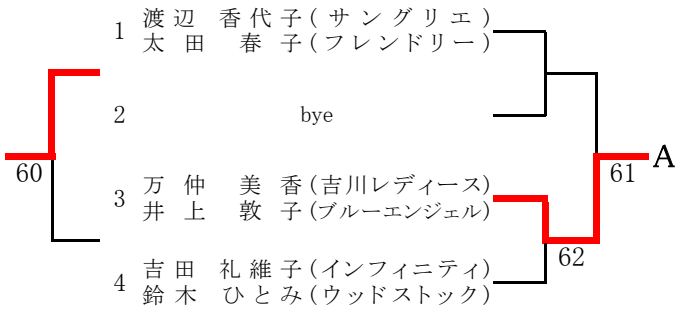 1 渡辺 香代子(サングリエ)
太田 春子(フレンドリー)
2 bye
60
3 万仲 美香(吉川レディース)
井上 敦子(ブルーエンジェル)
61 A
62
4 吉田 礼維子(インフィニティ)
鈴木 ひとみ(ウッドストック)